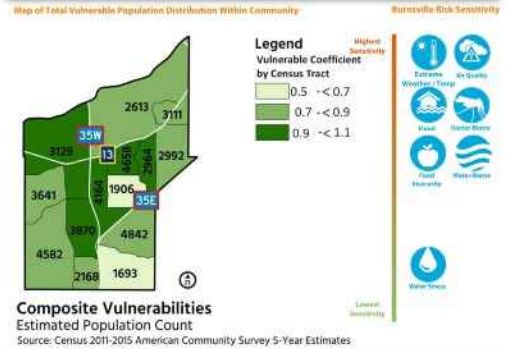 Map of Total Vulnerable Population Distribution Within Community
Burnsville Risk Sensitivity
Legend
Vulnerable Coefficient
by Census Tract
0.5 -< 0.7
0.7 -< 0.9
0.9 -< 1.1
Highest
Sensitivity
Extreme
Weather / Temp
Air Quality
Flood
Vector-Borne
Food
Insecurity
Water-Borne
Water Stress
Lowest
Sensitivity
2613
3111
35W
3129
13
4658
2964
2992
3641
4164
1906
35E
3870
4842
4582
2168
1693
Composite Vulnerabilities
Estimated Population Count
Source: Census 2011-2015 American Community Survey 5-Year Estimates